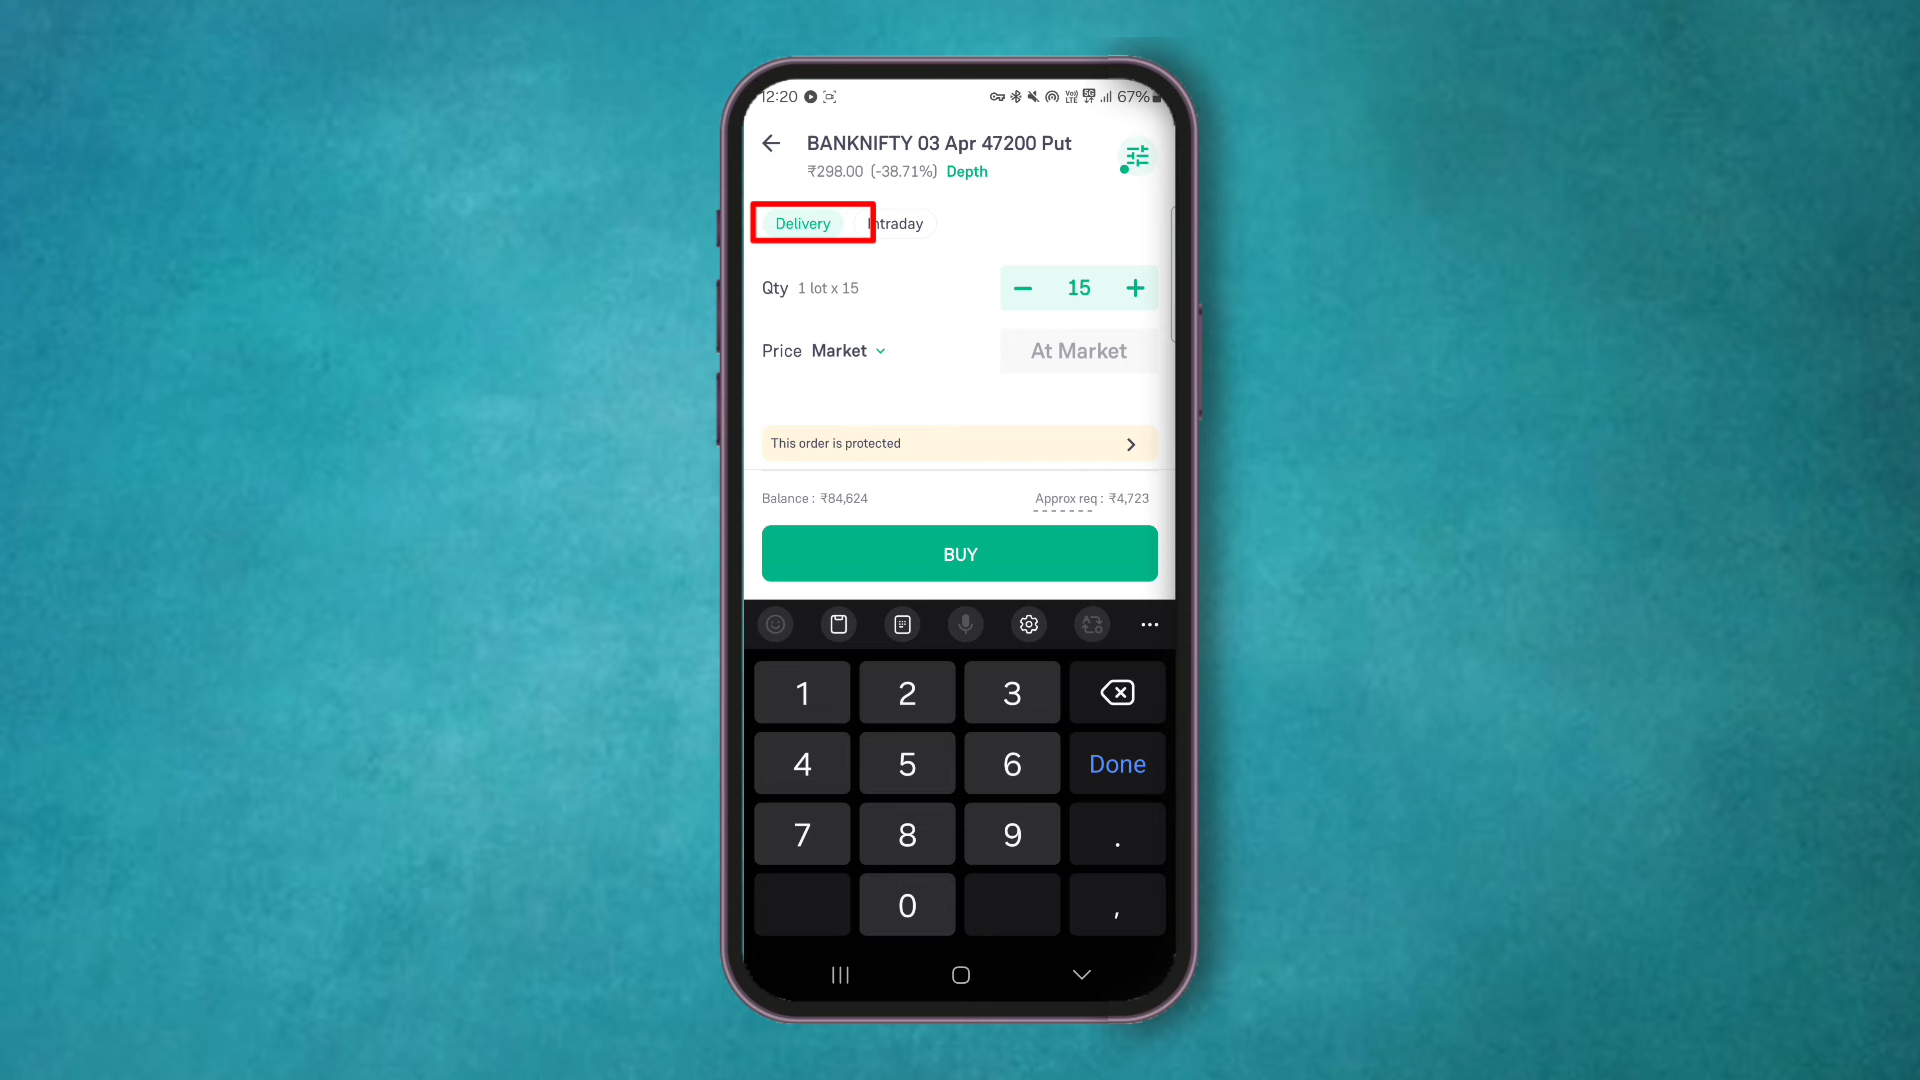 12:20 67%
BANKNIFTY 03 Apr 47200 Put
₹298.00 (-38.71%) Depth
Delivery Intraday
Qty 1 lot x 15 − 15 +
Price Market At Market
This order is protected
Balance : ₹84,624 Approx req : ₹4,723
BUY
1 2 3
4 5 6 Done
7 8 9 .
0 ,